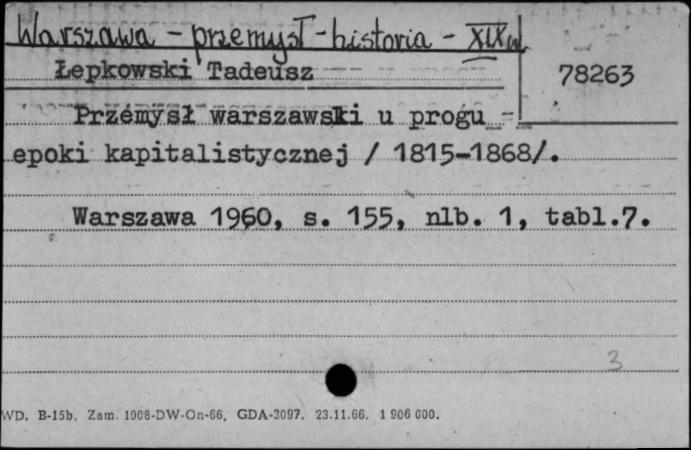 Warszawa - przemysł - historia - XIX w
Łepkowski Tadeusz
78263
Przemysł warszawski u progu
epoki kapitalistycznej / 1815-1868/.
Warszawa 1960, s. 155, nlb. 1, tabl.7.
3
WD. B-15b. Zam. 1008-DW-On-66, GDA-3097. 23.11.66. 1 906 000.